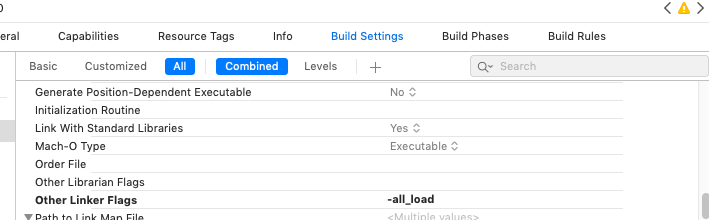 eral Capabilities Resource Tags Info Build Settings Build Phases Build Rules
Basic Customized All Combined Levels + Search
Generate Position-Dependent Executable No
Initialization Routine
Link With Standard Libraries Yes
Mach-O Type Executable
Order File
Other Librarian Flags
Other Linker Flags -all_load
Path to Link Map File <Multiple values>